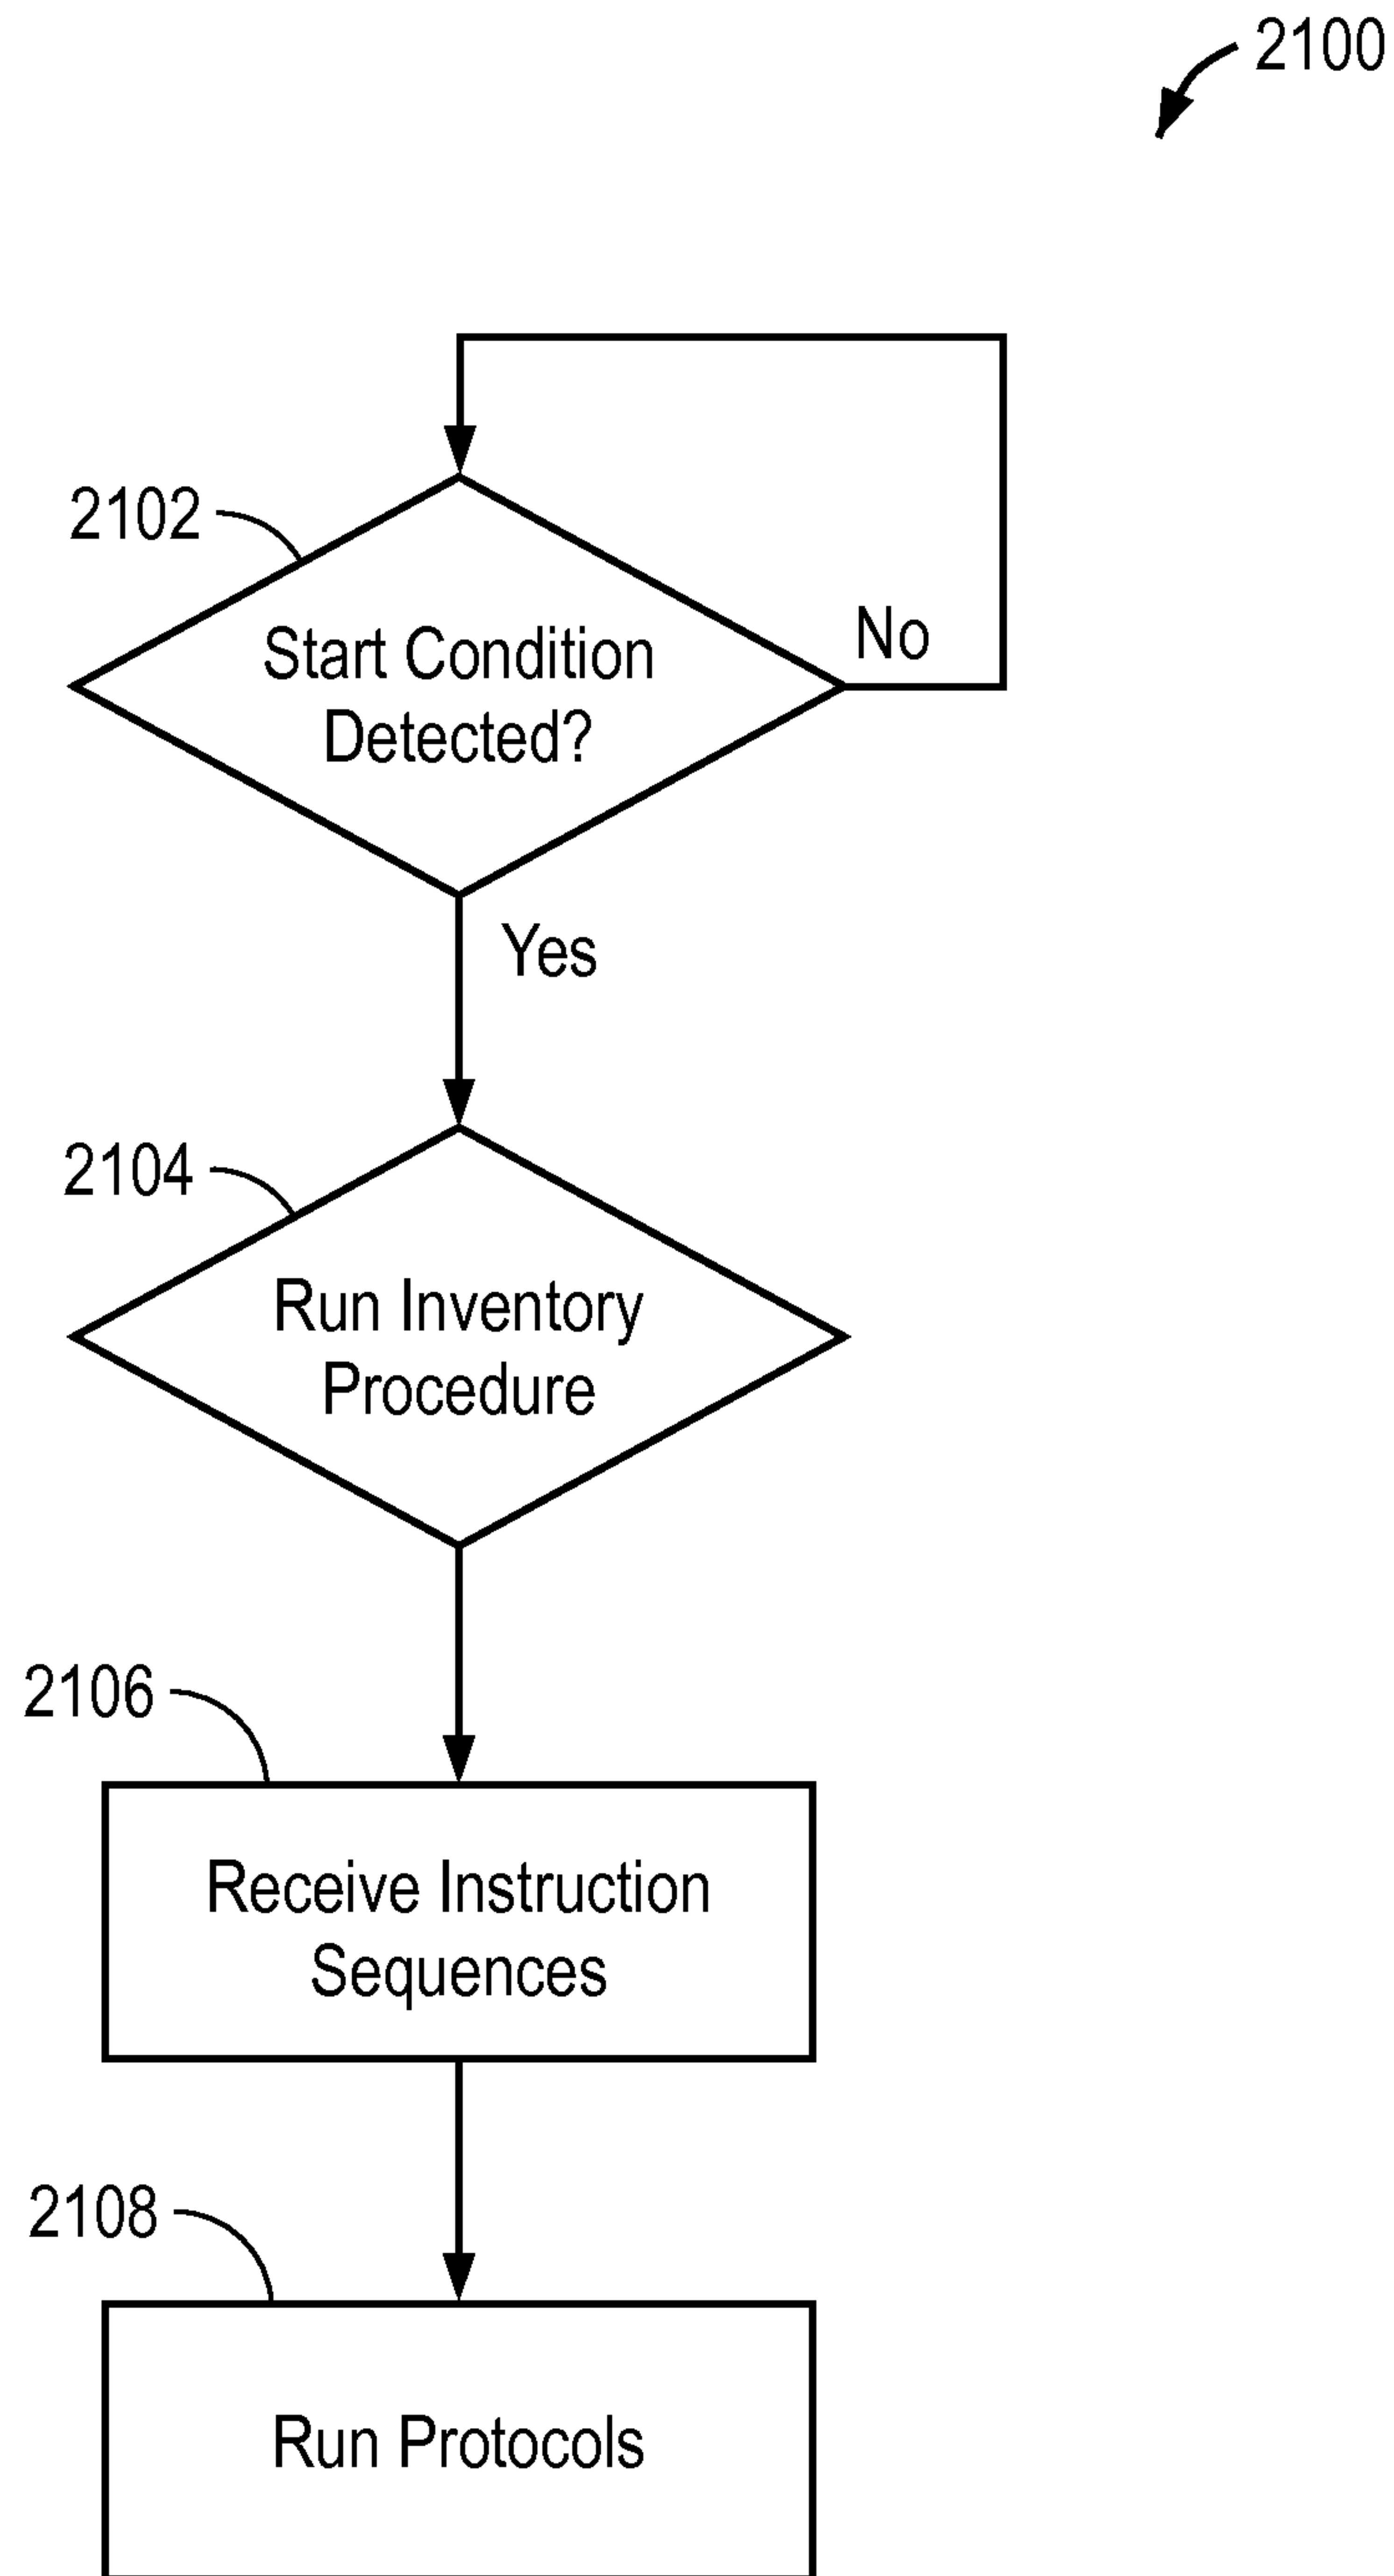 2100
2102
Start Condition
Detected?
No
Yes
2104
Run Inventory
Procedure
2106
Receive Instruction
Sequences
2108
Run Protocols